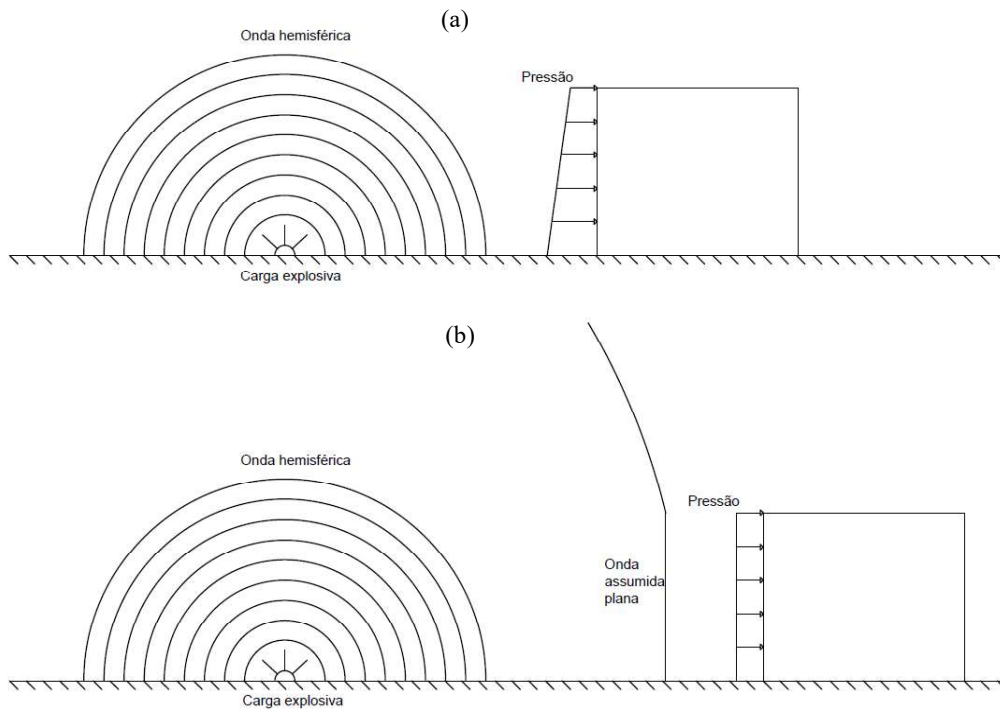 (a)
Onda hemisférica
Pressão
Carga explosiva
(b)
Onda hemisférica
Pressão
Onda
assumida
plana
Carga explosiva